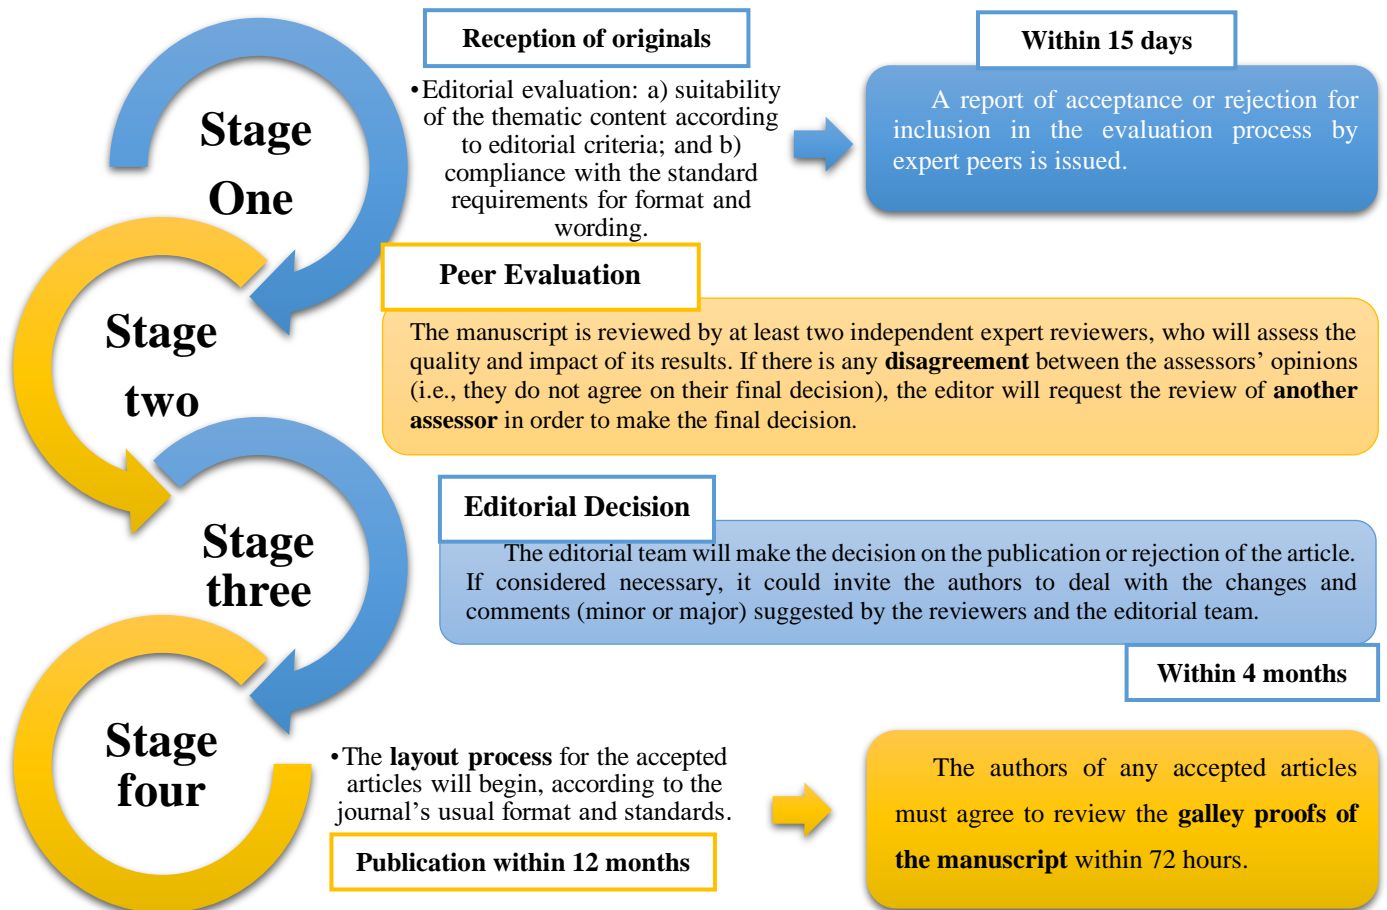 Stage
One
Reception of originals
•Editorial evaluation: a) suitability
of the thematic content according
to editorial criteria; and b)
compliance with the standard
requirements for format and
wording.
Within 15 days
A report of acceptance or rejection for
inclusion in the evaluation process by
expert peers is issued.
Stage
two
Peer Evaluation
The manuscript is reviewed by at least two independent expert reviewers, who will assess the
quality and impact of its results. If there is any disagreement between the assessors’ opinions
(i.e., they do not agree on their final decision), the editor will request the review of another
assessor in order to make the final decision.
Stage
three
Editorial Decision
The editorial team will make the decision on the publication or rejection of the article.
If considered necessary, it could invite the authors to deal with the changes and
comments (minor or major) suggested by the reviewers and the editorial team.
Within 4 months
Stage
four
•The layout process for the accepted
articles will begin, according to the
journal’s usual format and standards.
Publication within 12 months
The authors of any accepted articles
must agree to review the galley proofs of
the manuscript within 72 hours.